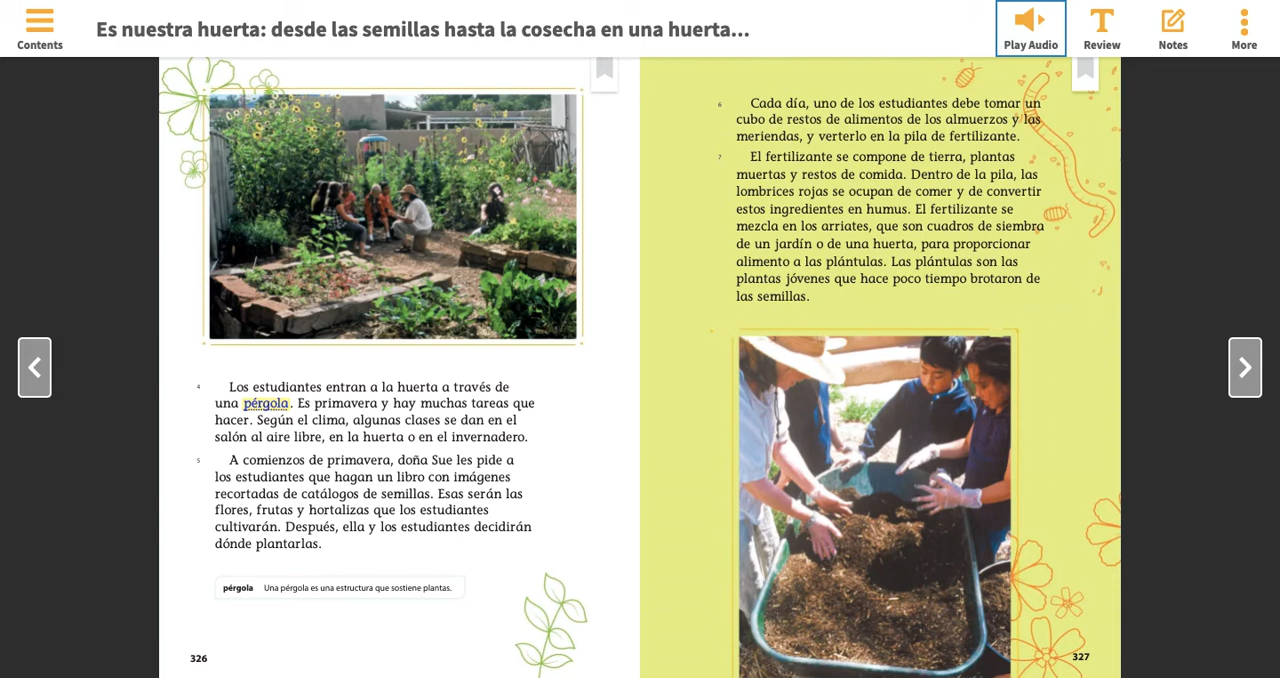 Contents
Es nuestra huerta: desde las semillas hasta la cosecha en una huerta...
Play Audio
Review
Notes
More
4 Los estudiantes entran a la huerta a través de
una pérgola. Es primavera y hay muchas tareas que
hacer. Según el clima, algunas clases se dan en el
salón al aire libre, en la huerta o en el invernadero.
5 A comienzos de primavera, doña Sue les pide a
los estudiantes que hagan un libro con imágenes
recortadas de catálogos de semillas. Esas serán las
flores, frutas y hortalizas que los estudiantes
cultivarán. Después, ella y los estudiantes decidirán
dónde plantarlas.
pérgola Una pérgola es una estructura que sostiene plantas.
326
6 Cada día, uno de los estudiantes debe tomar un
cubo de restos de alimentos de los almuerzos y las
meriendas, y verterlo en la pila de fertilizante.
7 El fertilizante se compone de tierra, plantas
muertas y restos de comida. Dentro de la pila, las
lombrices rojas se ocupan de comer y de convertir
estos ingredientes en humus. El fertilizante se
mezcla en los arriates, que son cuadros de siembra
de un jardín o de una huerta, para proporcionar
alimento a las plántulas. Las plántulas son las
plantas jóvenes que hace poco tiempo brotaron de
las semillas.
327